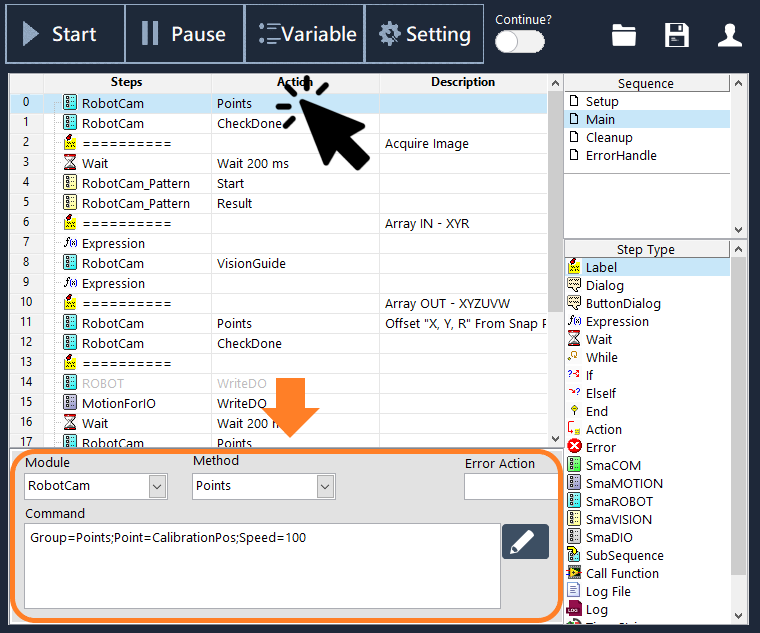 Start Pause Variable Setting Continue?
Steps Action Description
0 RobotCam Points
1 RobotCam CheckDone
2 ========== Acquire Image
3 Wait Wait 200 ms
4 RobotCam_Pattern Start
5 RobotCam_Pattern Result
6 ========== Array IN - XYR
7 f(x) Expression
8 RobotCam VisionGuide
9 f(x) Expression
10 ========== Array OUT - XYZUVW
11 RobotCam Points Offset "X, Y, R" From Snap
12 RobotCam CheckDone
13 ==========
14 ROBOT WriteDO
15 MotionForIO WriteDO
16 Wait Wait 200
17 RobotCam Points
Sequence
Setup
Main
Cleanup
ErrorHandle
Step Type
Label
Dialog
ButtonDialog
f(x) Expression
Wait
While
If
ElseIf
End
Action
Error
SmaCOM
SmaMOTION
SmaROBOT
SmaVISION
SmaDIO
SubSequence
Call Function
Log File
LOG Log
Module Method Error Action
RobotCam Points
Command
Group=Points;Point=CalibrationPos;Speed=100